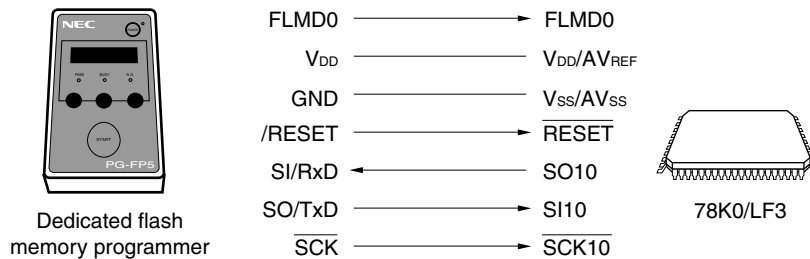 NEC
POWER
PASS BUSY N G
START
PG-FP5
Dedicated flash
memory programmer
FLMD0 FLMD0
VDD VDD/AVREF
GND VSS/AVSS
/RESET RESET
SI/RxD SO10
SO/TxD SI10
SCK SCK10
78K0/LF3